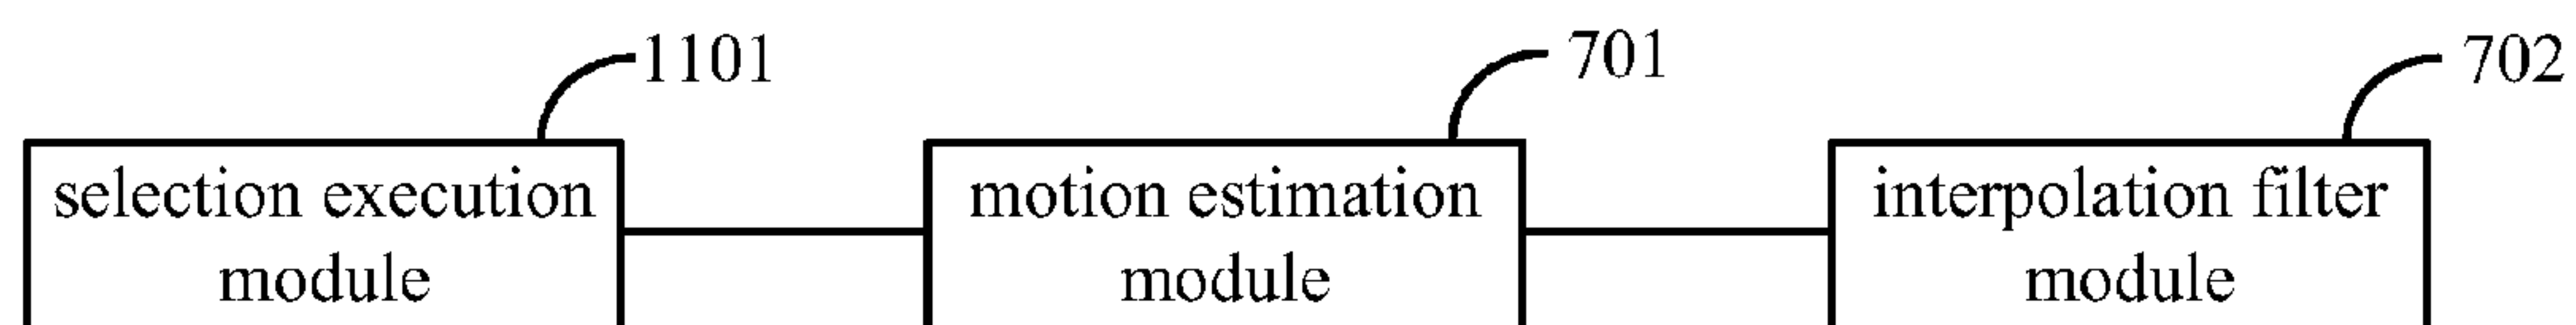 1101
701
702
selection execution
module
motion estimation
module
interpolation filter
module